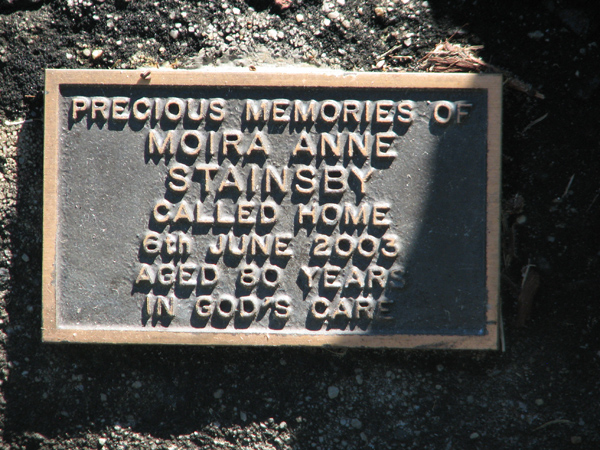 PRECIOUS MEMORIES OF
MOIRA ANNE
STAINSBY
CALLED HOME
6th JUNE 2003
AGED 80 YEARS
IN GOD'S CARE